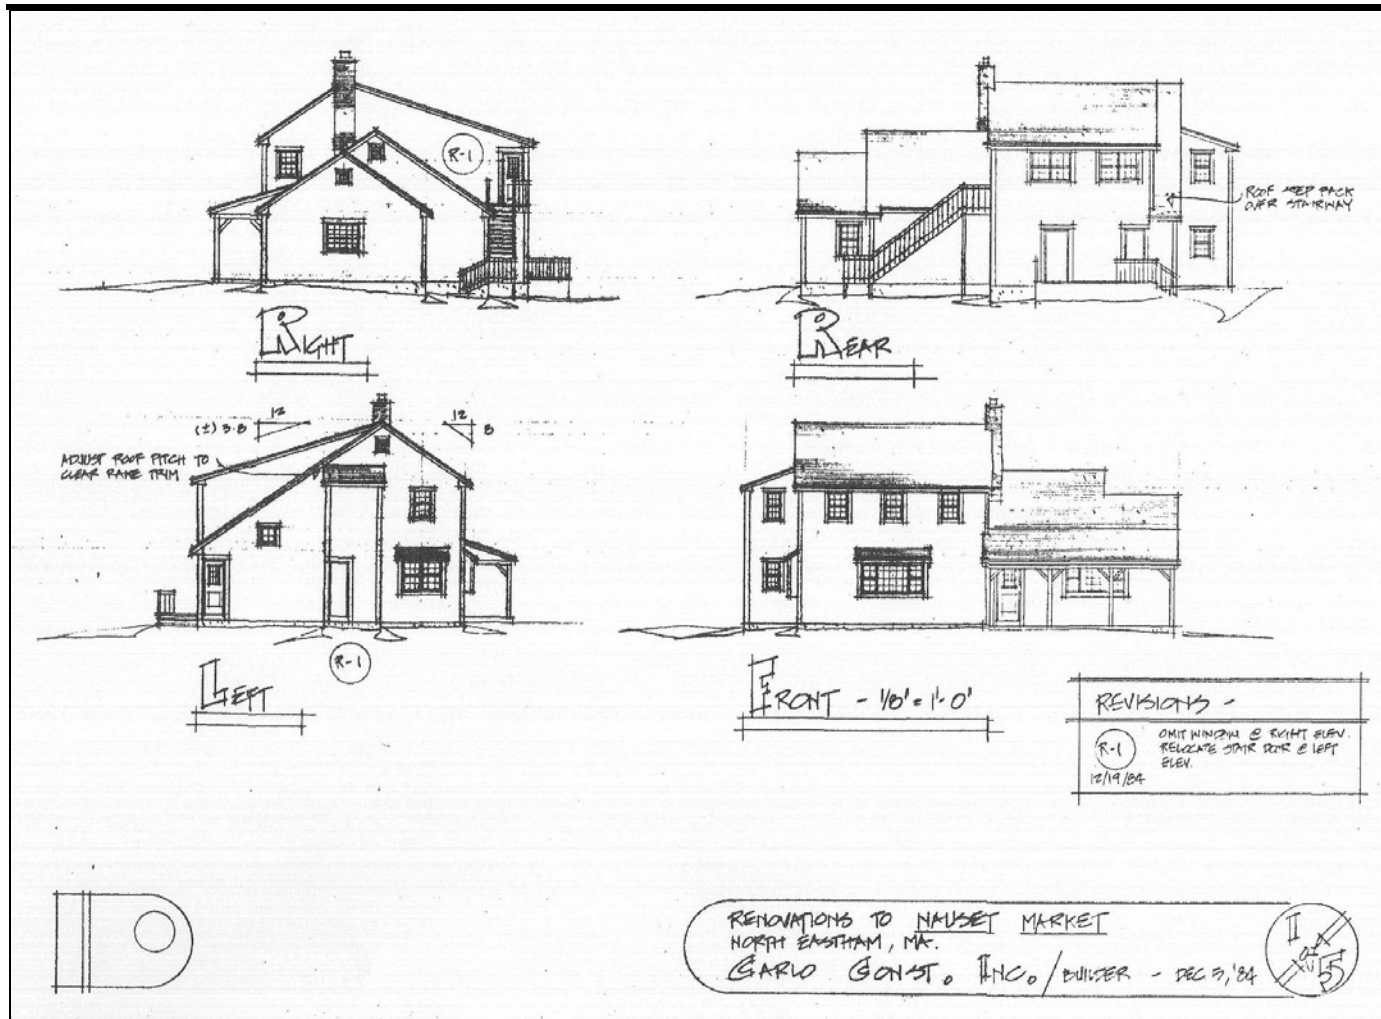 R-1
ROOF STEP BACK
OVER STAIRWAY
RIGHT
REAR
12
(±) 3.8
12
8
ADJUST ROOF PITCH TO
CLEAR RAKE TRIM
R-1
LEFT
FRONT - 1/8' = 1'-0'
REVISIONS -
R-1
12/19/84
OMIT WINDOW @ RIGHT ELEV.
RELOCATE STAIR DOOR @ LEFT
ELEV.
RENOVATIONS TO NAUSET MARKET
NORTH EASTHAM, MA.
CARLO CONST. INC. / BUILDER - DEC 5, '84
II
OF